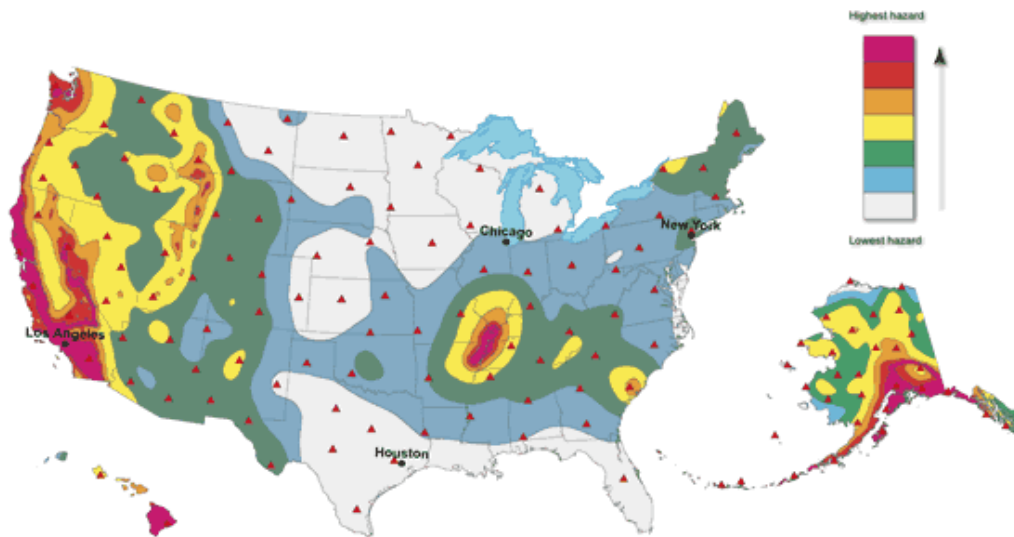 Highest hazard
Lowest hazard
New York
Chicago
Los Angeles
Houston